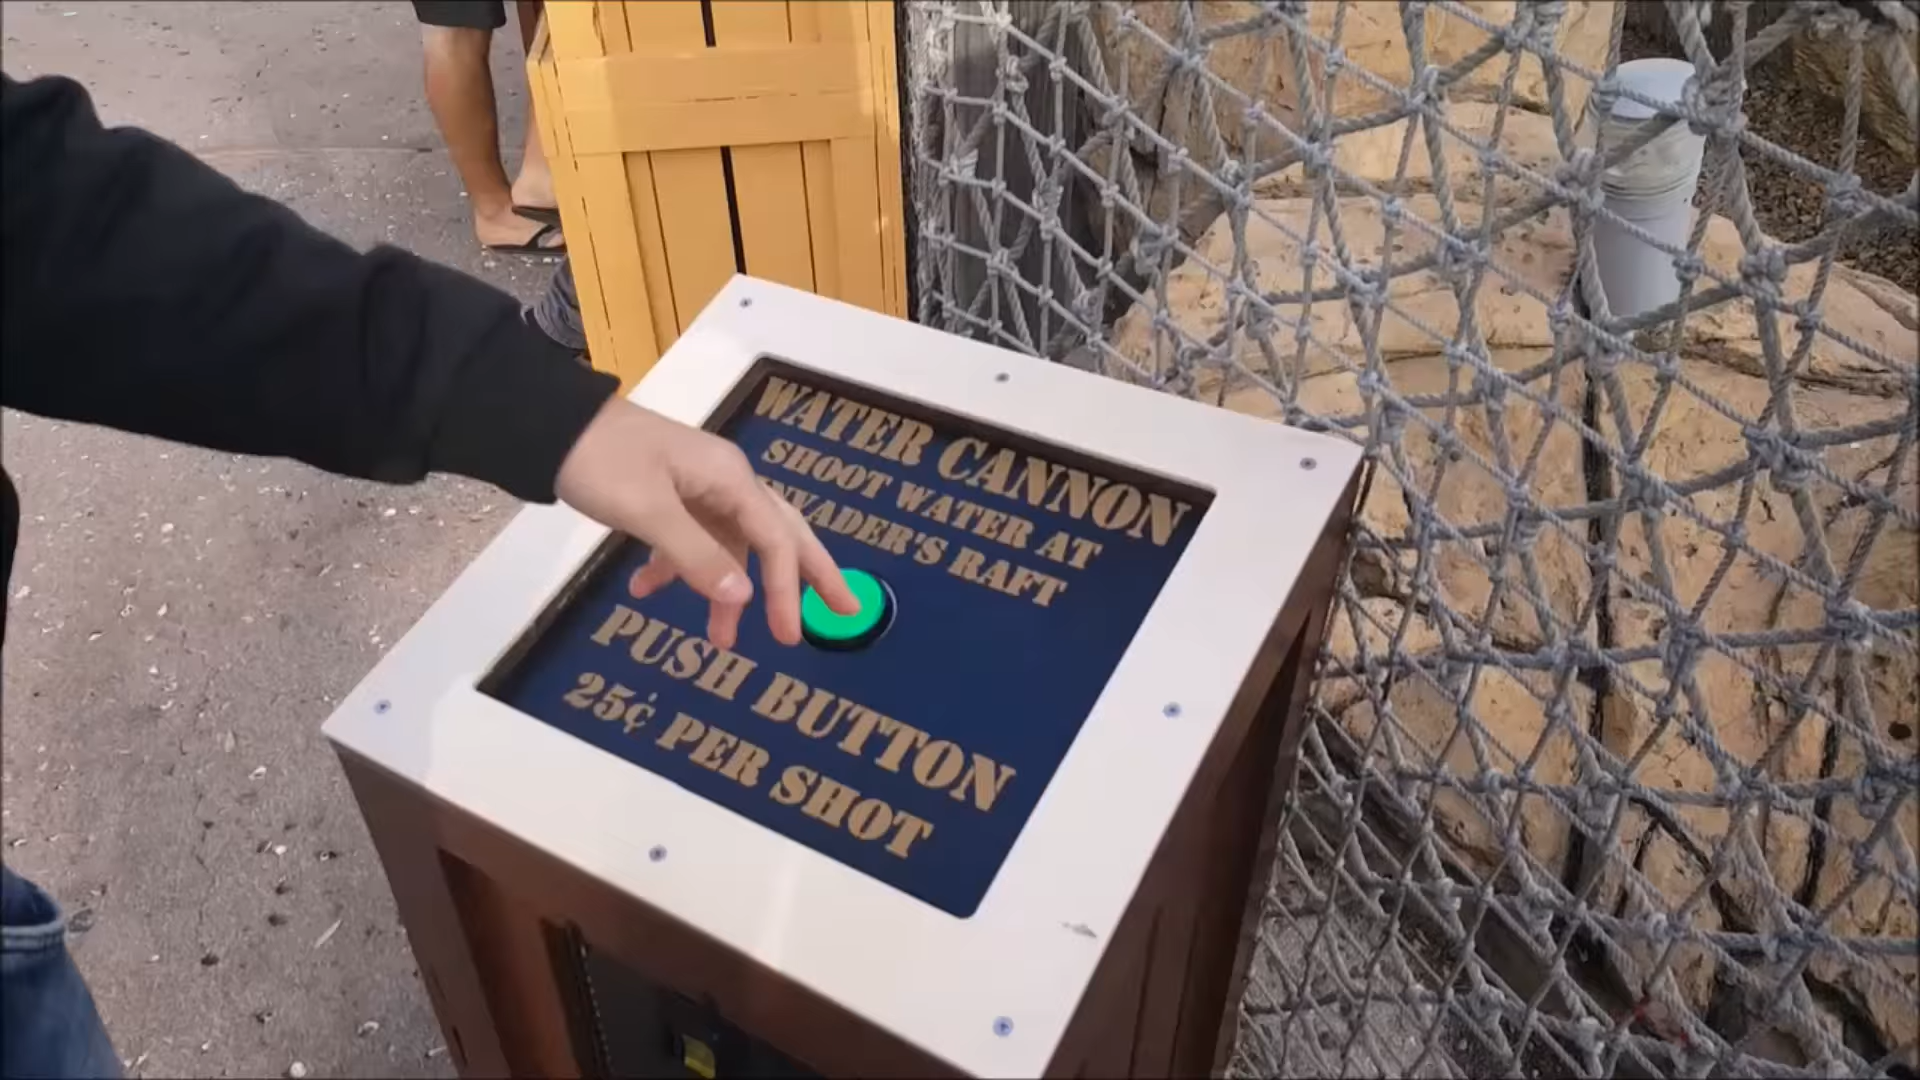 WATER CANNON
SHOOT WATER AT
INVADER'S RAFT
PUSH BUTTON
25¢ PER SHOT